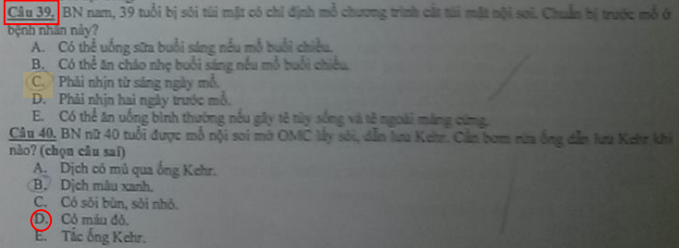 Câu 39. BN nam, 39 tuổi bị sỏi túi mật có chỉ định mổ chương trình cắt túi mật nội soi. Chuẩn bị trước mổ ở
bệnh nhân này?
A. Có thể uống sữa buổi sáng nếu mổ buổi chiều.
B. Có thể ăn cháo nhẹ buổi sáng nếu mổ buổi chiều.
C. Phải nhịn từ sáng ngày mổ.
D. Phải nhịn hai ngày trước mổ.
E. Có thể ăn uống bình thường nếu gây tê tủy sống và tê ngoài màng cứng.
Câu 40. BN nữ 40 tuổi được mổ nội soi mở OMC lấy sỏi, dẫn lưu Kehr. Cần bơm rửa ống dẫn lưu Kehr khi
nào? (chọn câu sai)
A. Dịch có mủ qua ống Kehr.
B. Dịch màu xanh.
C. Có sỏi bùn, sỏi nhỏ.
D. Có máu đỏ.
E. Tắc ống Kehr.